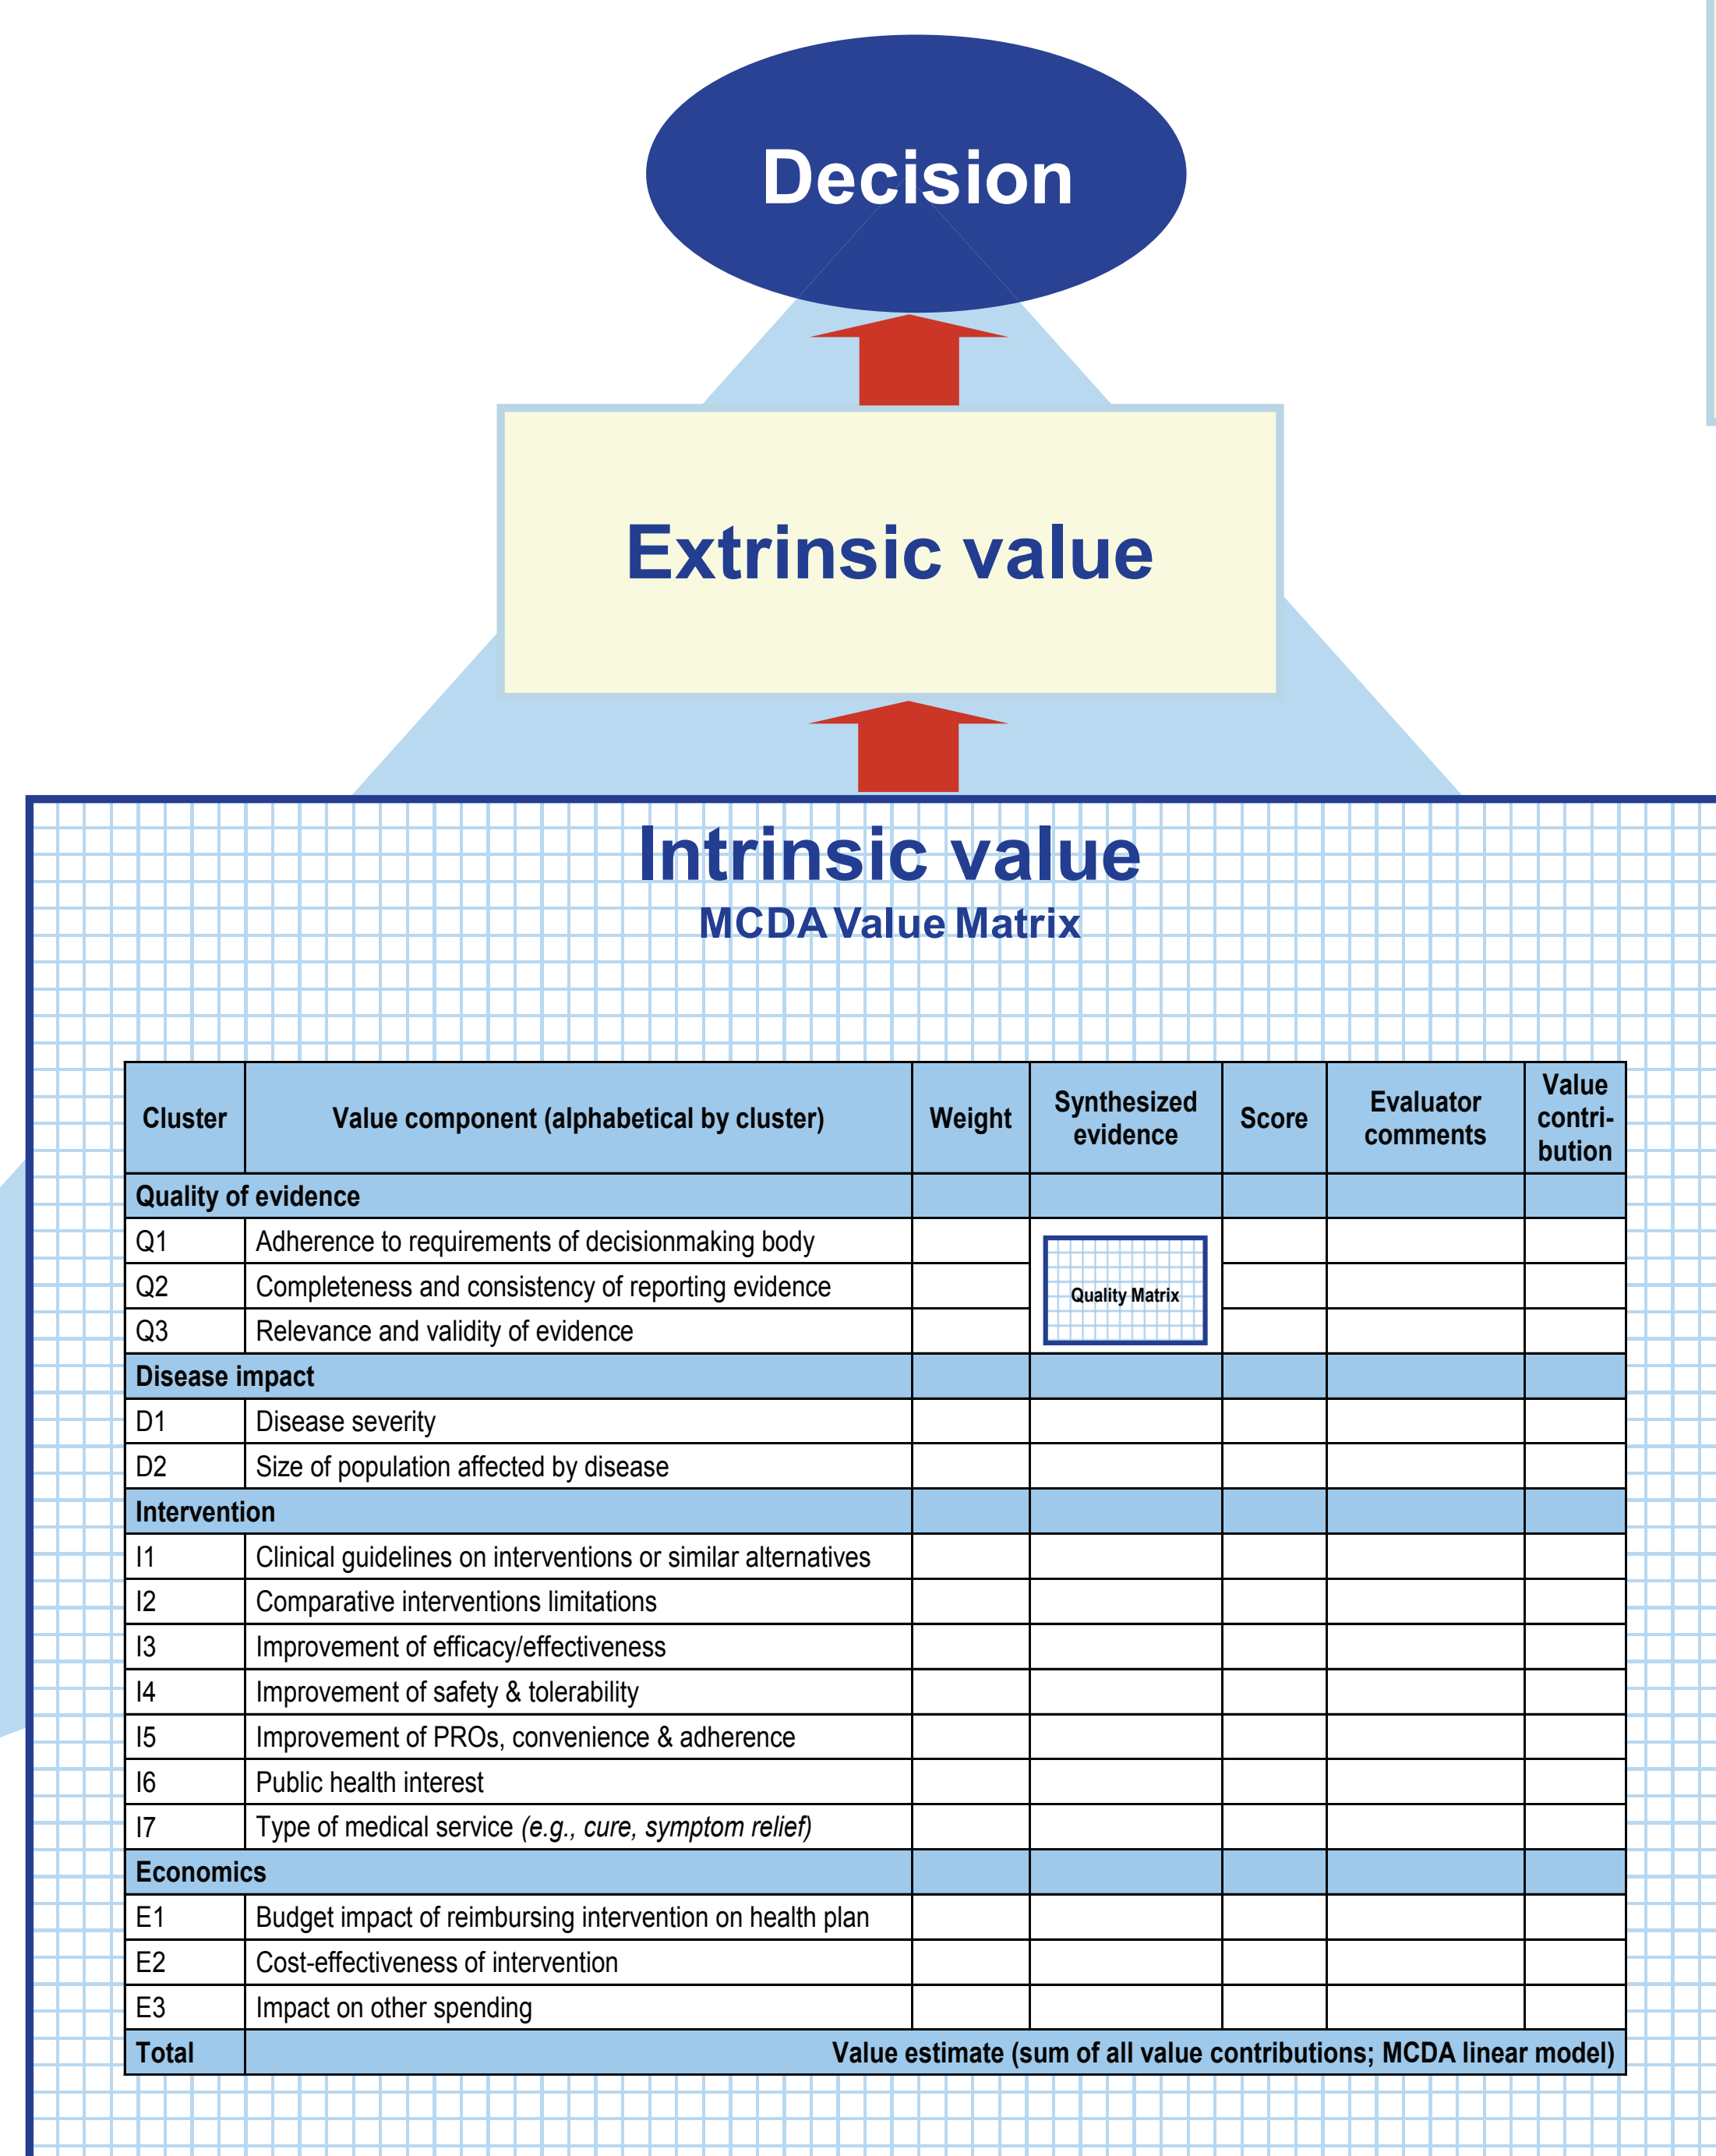 Decision
Extrinsic value
Intrinsic value
MCDA Value Matrix
Cluster Value component (alphabetical by cluster) Weight Synthesized evidence Score Evaluator comments Value contri-bution
Quality of evidence
Q1 Adherence to requirements of decisionmaking body
Q2 Completeness and consistency of reporting evidence
Quality Matrix
Q3 Relevance and validity of evidence
Disease impact
D1 Disease severity
D2 Size of population affected by disease
Intervention
I1 Clinical guidelines on interventions or similar alternatives
I2 Comparative interventions limitations
I3 Improvement of efficacy/effectiveness
I4 Improvement of safety & tolerability
I5 Improvement of PROs, convenience & adherence
I6 Public health interest
I7 Type of medical service (e.g., cure, symptom relief)
Economics
E1 Budget impact of reimbursing intervention on health plan
E2 Cost-effectiveness of intervention
E3 Impact on other spending
Total Value estimate (sum of all value contributions; MCDA linear model)